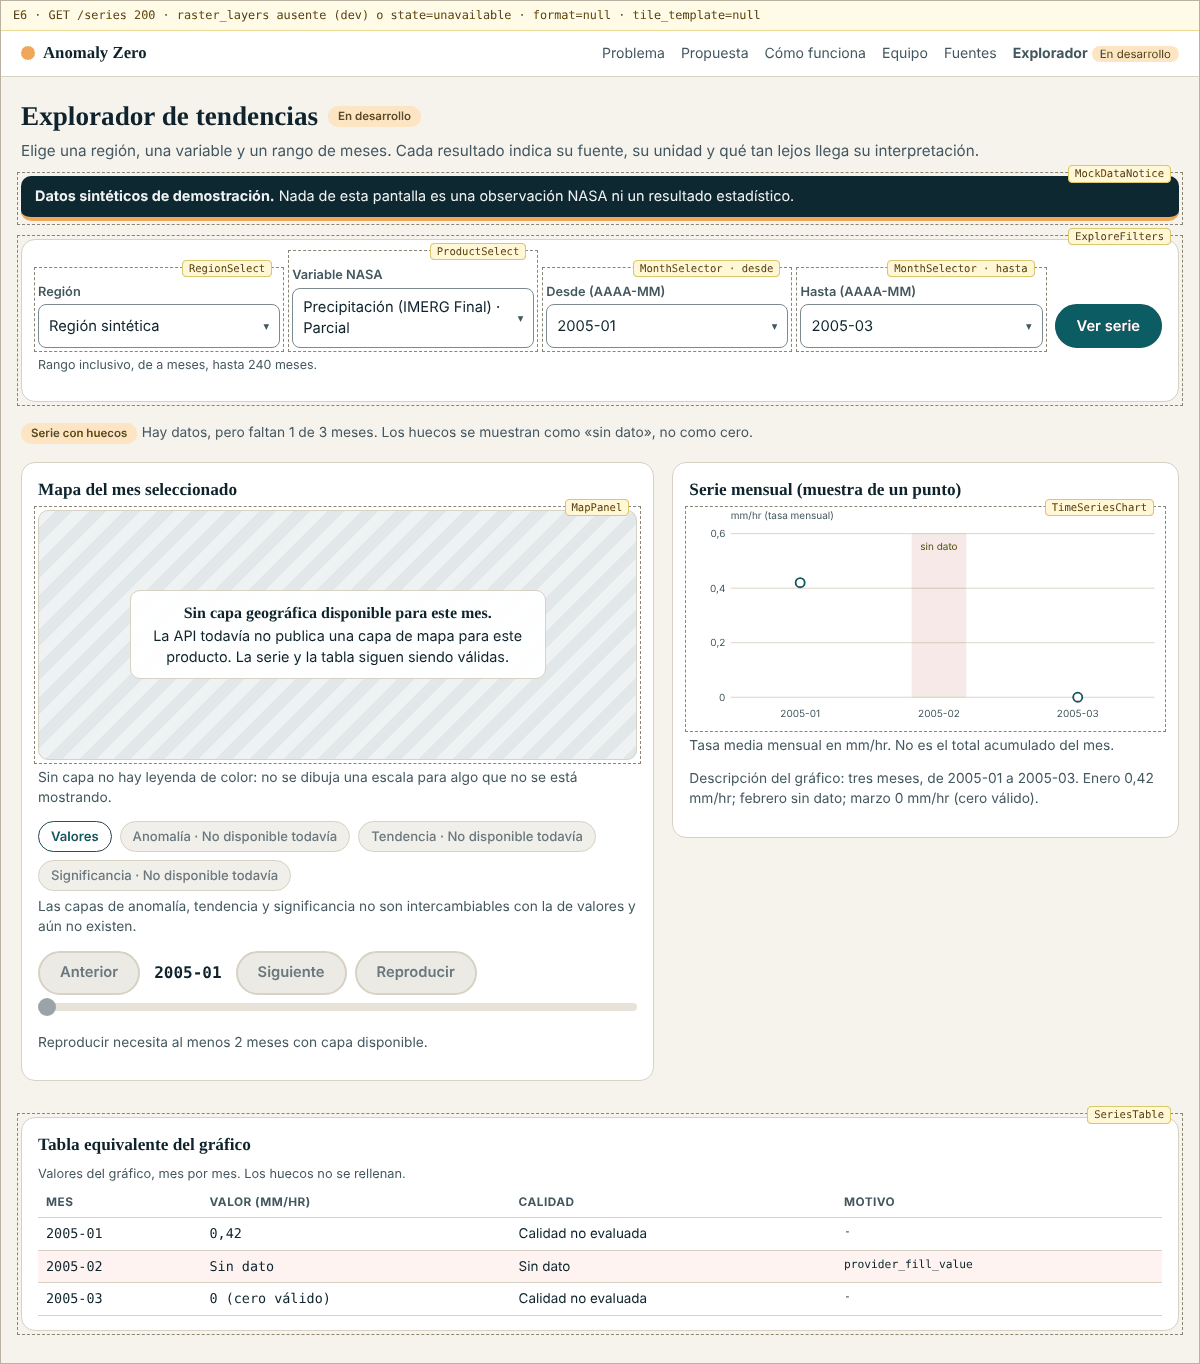 E6 · GET /series 200 · raster_layers ausente (dev) o state=unavailable · format=null · tile_template=null
Anomaly Zero
Problema Propuesta Cómo funciona Equipo Fuentes Explorador En desarrollo
Explorador de tendencias En desarrollo
Elige una región, una variable y un rango de meses. Cada resultado indica su fuente, su unidad y qué tan lejos llega su interpretación.
MockDataNotice
Datos sintéticos de demostración. Nada de esta pantalla es una observación NASA ni un resultado estadístico.
ExploreFilters
RegionSelect
Región
Región sintética ▾
ProductSelect
Variable NASA
Precipitación (IMERG Final) ·
Parcial ▾
MonthSelector · desde
Desde (AAAA-MM)
2005-01 ▾
MonthSelector · hasta
Hasta (AAAA-MM)
2005-03 ▾
Ver serie
Rango inclusivo, de a meses, hasta 240 meses.
Serie con huecos Hay datos, pero faltan 1 de 3 meses. Los huecos se muestran como «sin dato», no como cero.
Mapa del mes seleccionado
MapPanel
Sin capa geográfica disponible para este mes.
La API todavía no publica una capa de mapa para este
producto. La serie y la tabla siguen siendo válidas.
Sin capa no hay leyenda de color: no se dibuja una escala para algo que no se está
mostrando.
Valores Anomalía · No disponible todavía Tendencia · No disponible todavía
Significancia · No disponible todavía
Las capas de anomalía, tendencia y significancia no son intercambiables con la de valores y
aún no existen.
Anterior 2005-01 Siguiente Reproducir
Reproducir necesita al menos 2 meses con capa disponible.
Serie mensual (muestra de un punto)
TimeSeriesChart
mm/hr (tasa mensual)
0,6
sin dato
0,4
0,2
0
2005-01 2005-02 2005-03
Tasa media mensual en mm/hr. No es el total acumulado del mes.
Descripción del gráfico: tres meses, de 2005-01 a 2005-03. Enero 0,42
mm/hr; febrero sin dato; marzo 0 mm/hr (cero válido).
SeriesTable
Tabla equivalente del gráfico
Valores del gráfico, mes por mes. Los huecos no se rellenan.
MES VALOR (MM/HR) CALIDAD MOTIVO
2005-01 0,42 Calidad no evaluada -
2005-02 Sin dato Sin dato provider_fill_value
2005-03 0 (cero válido) Calidad no evaluada -